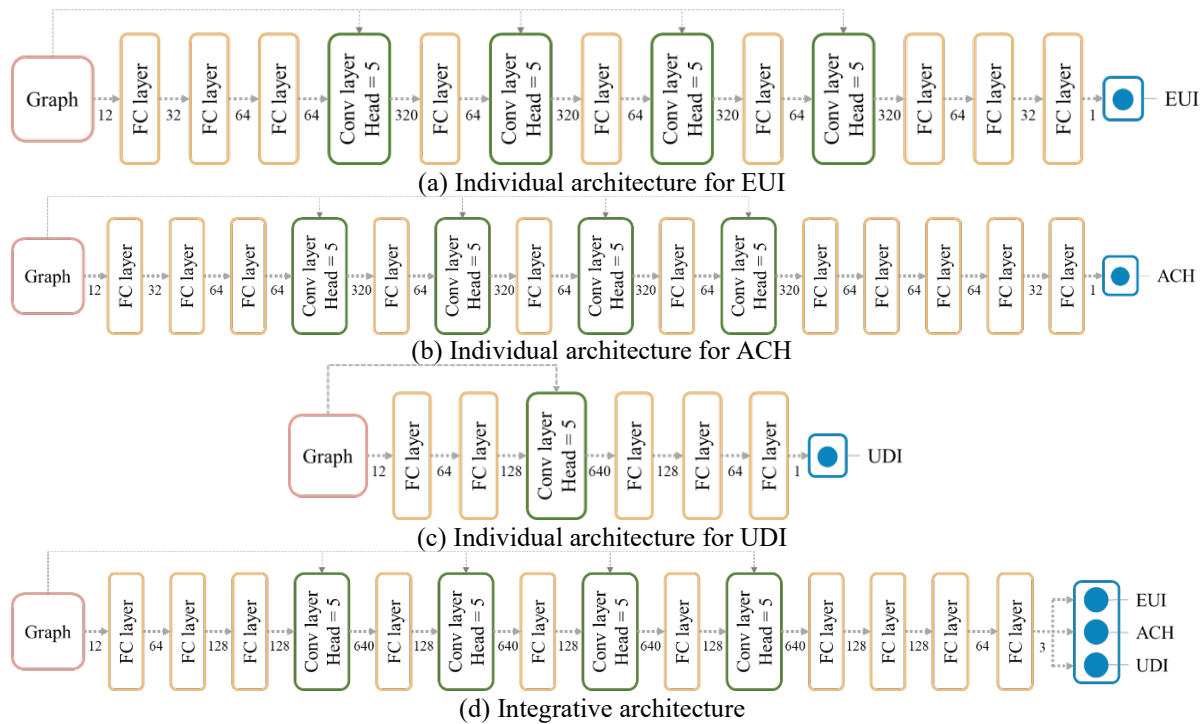 Graph
12
FC layer
32
FC layer
64
FC layer
64
Conv layer
Head = 5
320
FC layer
64
Conv layer
Head = 5
320
FC layer
64
Conv layer
Head = 5
320
FC layer
64
Conv layer
Head = 5
320
FC layer
64
FC layer
32
FC layer
1
EUI
(a) Individual architecture for EUI
Graph
12
FC layer
32
FC layer
64
FC layer
64
Conv layer
Head = 5
320
FC layer
64
Conv layer
Head = 5
320
FC layer
64
Conv layer
Head = 5
320
FC layer
64
Conv layer
Head = 5
320
FC layer
64
FC layer
64
FC layer
64
FC layer
32
FC layer
1
ACH
(b) Individual architecture for ACH
Graph
12
FC layer
64
FC layer
128
Conv layer
Head = 5
640
FC layer
128
FC layer
64
FC layer
1
UDI
(c) Individual architecture for UDI
Graph
12
FC layer
64
FC layer
128
FC layer
128
Conv layer
Head = 5
640
FC layer
128
Conv layer
Head = 5
640
FC layer
128
Conv layer
Head = 5
640
FC layer
128
Conv layer
Head = 5
640
FC layer
128
FC layer
128
FC layer
64
FC layer
3
EUI
ACH
UDI
(d) Integrative architecture